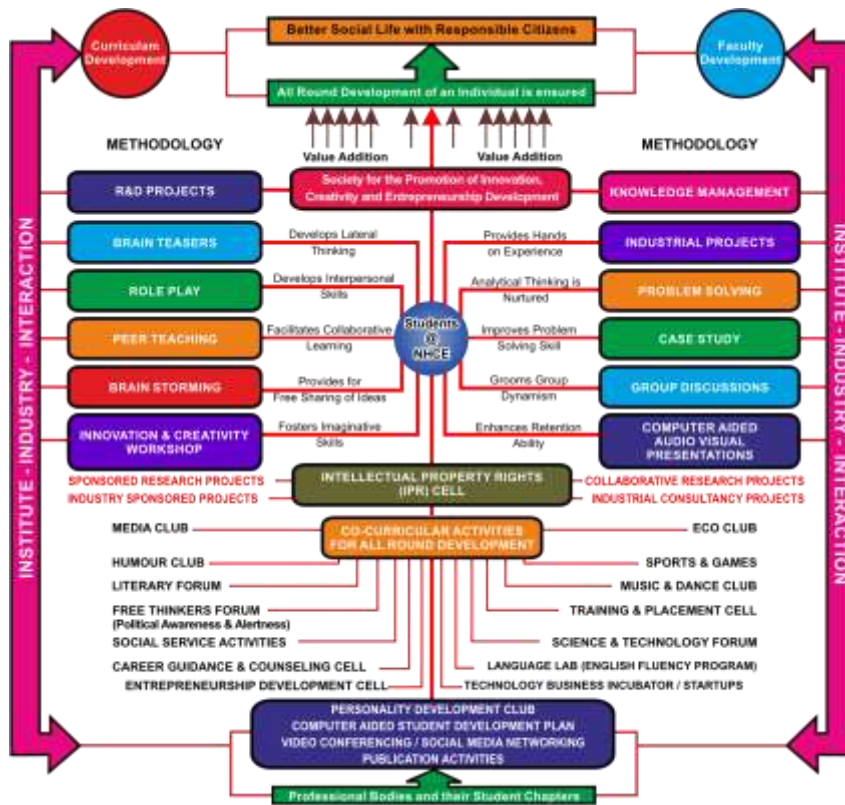 Better Social Life with Responsible Citizens
Curriculam
Development
Faculty
Development
All Round Development of an Individual is ensured
METHODOLOGY
METHODOLOGY
Value Addition
Value Addition
R&D PROJECTS
Society for the Promotion of Innovation,
Creativity and Entrepreneurship Development
KNOWLEDGE MANAGEMENT
BRAIN TEASERS
Develops Lateral
Thinking
Provides Hands
on Experience
INDUSTRIAL PROJECTS
ROLE PLAY
Develops Interpersonal
Skills
Analytical Thinking is
Nurtured
PROBLEM SOLVING
Students
@
NHCE
PEER TEACHING
Facilitates Collaborative
Learning
Improves Problem
Solving Skill
CASE STUDY
BRAIN STORMING
Provides for
Free Sharing of Ideas
Grooms Group
Dynamism
GROUP DISCUSSIONS
INNOVATION & CREATIVITY
WORKSHOP
Fosters Imaginative
Skills
Enhances Retention
Ability
COMPUTER AIDED
AUDIO VISUAL
PRESENTATIONS
INSTITUTE - INDUSTRY - INTERACTION
INSTITUTE - INDUSTRY - INTERACTION
SPONSORED RESEARCH PROJECTS
INDUSTRY SPONSORED PROJECTS
INTELLECTUAL PROPERTY RIGHTS
(IPR) CELL
COLLABORATIVE RESEARCH PROJECTS
INDUSTRIAL CONSULTANCY PROJECTS
MEDIA CLUB
CO-CURRICULAR ACTIVITIES
FOR ALL ROUND DEVELOPMENT
ECO CLUB
HUMOUR CLUB
SPORTS & GAMES
LITERARY FORUM
MUSIC & DANCE CLUB
FREE THINKERS FORUM
(Political Awareness & Alertness)
TRAINING & PLACEMENT CELL
SOCIAL SERVICE ACTIVITIES
SCIENCE & TECHNOLOGY FORUM
CAREER GUIDANCE & COUNSELING CELL
LANGUAGE LAB (ENGLISH FLUENCY PROGRAM)
ENTREPRENEURSHIP DEVELOPMENT CELL
TECHNOLOGY BUSINESS INCUBATOR / STARTUPS
PERSONALITY DEVELOPMENT CLUB
COMPUTER AIDED STUDENT DEVELOPMENT PLAN
VIDEO CONFERENCING / SOCIAL MEDIA NETWORKING
PUBLICATION ACTIVITIES
Professional Bodies and their Student Chapters